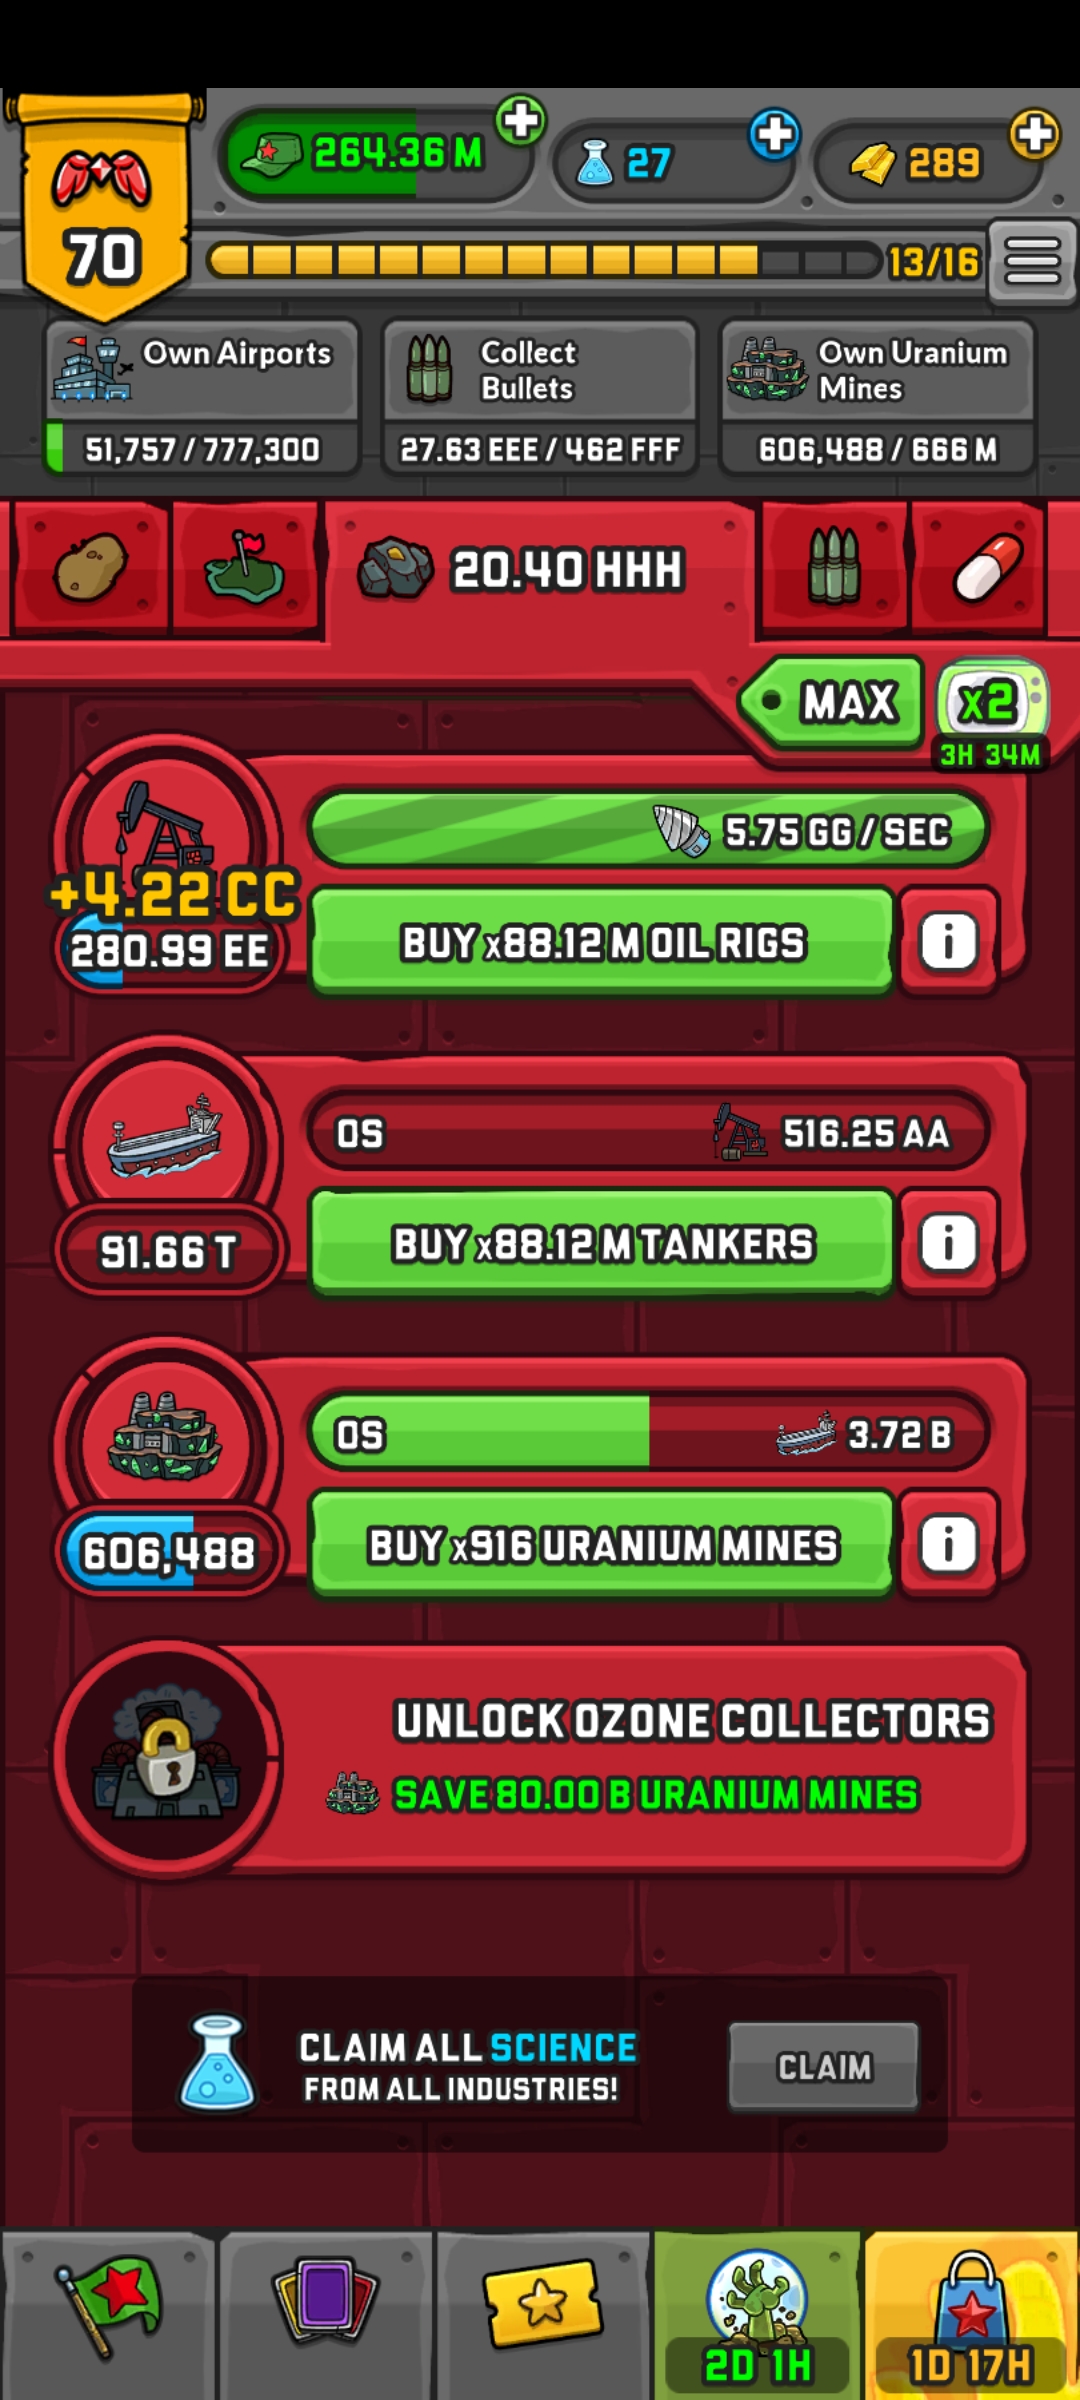 264.36 M
27
289
70
13/16
Own Airports
51,757 / 777,300
Collect
Bullets
27.63 EEE / 462 FFF
Own Uranium
Mines
606,488 / 666 M
20.40 HHH
MAX
x2
3H 34M
5.75 GG / SEC
+4.22 CC
280.99 EE
BUY x88.12 M OIL RIGS
i
0S
516.25 AA
91.66 T
BUY x88.12 M TANKERS
i
0S
3.72 B
606,488
BUY x916 URANIUM MINES
i
UNLOCK OZONE COLLECTORS
SAVE 80.00 B URANIUM MINES
CLAIM ALL SCIENCE
FROM ALL INDUSTRIES!
CLAIM
2D 1H
1D 17H